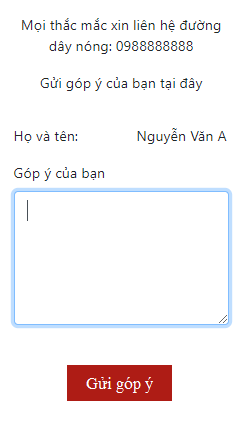 Mọi thắc mắc xin liên hệ đường
dây nóng: 0988888888
Gửi góp ý của bạn tại đây
Họ và tên: Nguyễn Văn A
Góp ý của bạn
Gửi góp ý